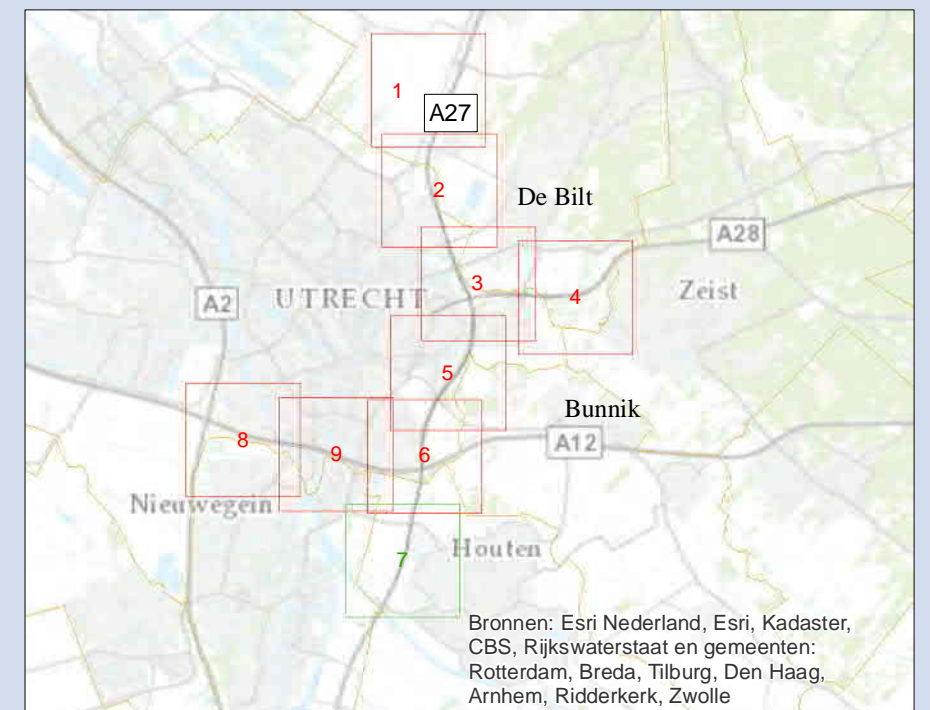 1
A27
2
De Bilt
A28
3
4
Zeist
A2
UTRECHT
5
Bunnik
8
9
6
A12
Nieuwegein
7
Houten
Bronnen: Esri Nederland, Esri, Kadaster,
CBS, Rijkswaterstaat en gemeenten:
Rotterdam, Breda, Tilburg, Den Haag,
Arnhem, Ridderkerk, Zwolle